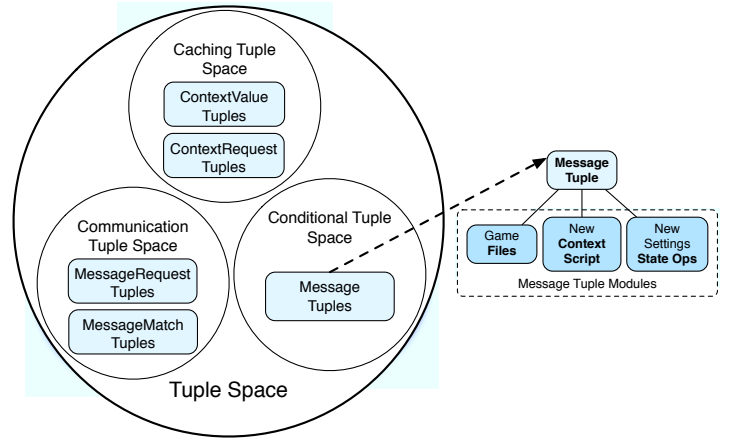 Caching Tuple
Space
ContextValue
Tuples
ContextRequest
Tuples
Communication
Tuple Space
MessageRequest
Tuples
MessageMatch
Tuples
Conditional Tuple
Space
Message
Tuples
Tuple Space
Message
Tuple
Game
Files
New
Context
Script
New
Settings
State Ops
Message Tuple Modules